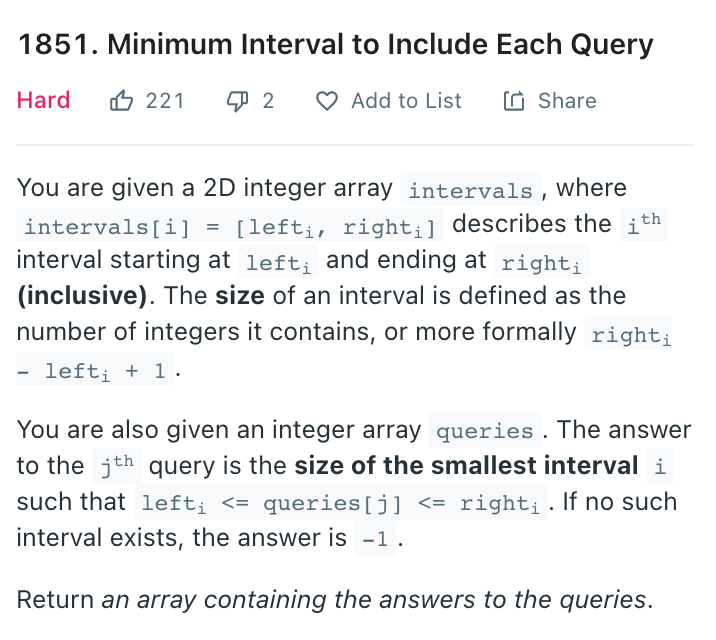 1851. Minimum Interval to Include Each Query
Hard 221 2 Add to List Share
You are given a 2D integer array intervals , where
intervals[i] = [leftᵢ, rightᵢ] describes the iᵗʰ
interval starting at leftᵢ and ending at rightᵢ
(inclusive). The size of an interval is defined as the
number of integers it contains, or more formally rightᵢ
- leftᵢ + 1 .
You are also given an integer array queries . The answer
to the jᵗʰ query is the size of the smallest interval i
such that leftᵢ <= queries[j] <= rightᵢ . If no such
interval exists, the answer is -1 .
Return an array containing the answers to the queries.